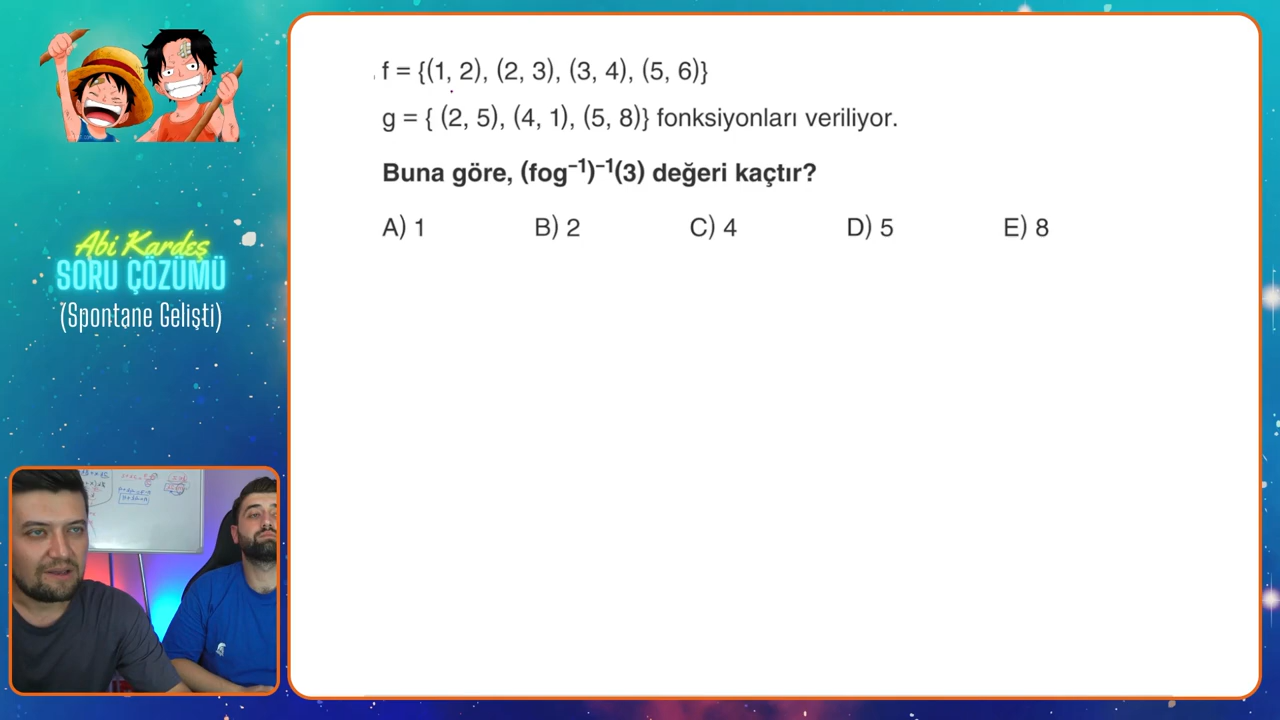 f = {(1, 2), (2, 3), (3, 4), (5, 6)}
g = { (2, 5), (4, 1), (5, 8)} fonksiyonları veriliyor.
Buna göre, (fog⁻¹)⁻¹(3) değeri kaçtır?
A) 1 B) 2 C) 4 D) 5 E) 8
Abi Kardeş
SORU ÇÖZÜMÜ
(Spontane Gelişti)